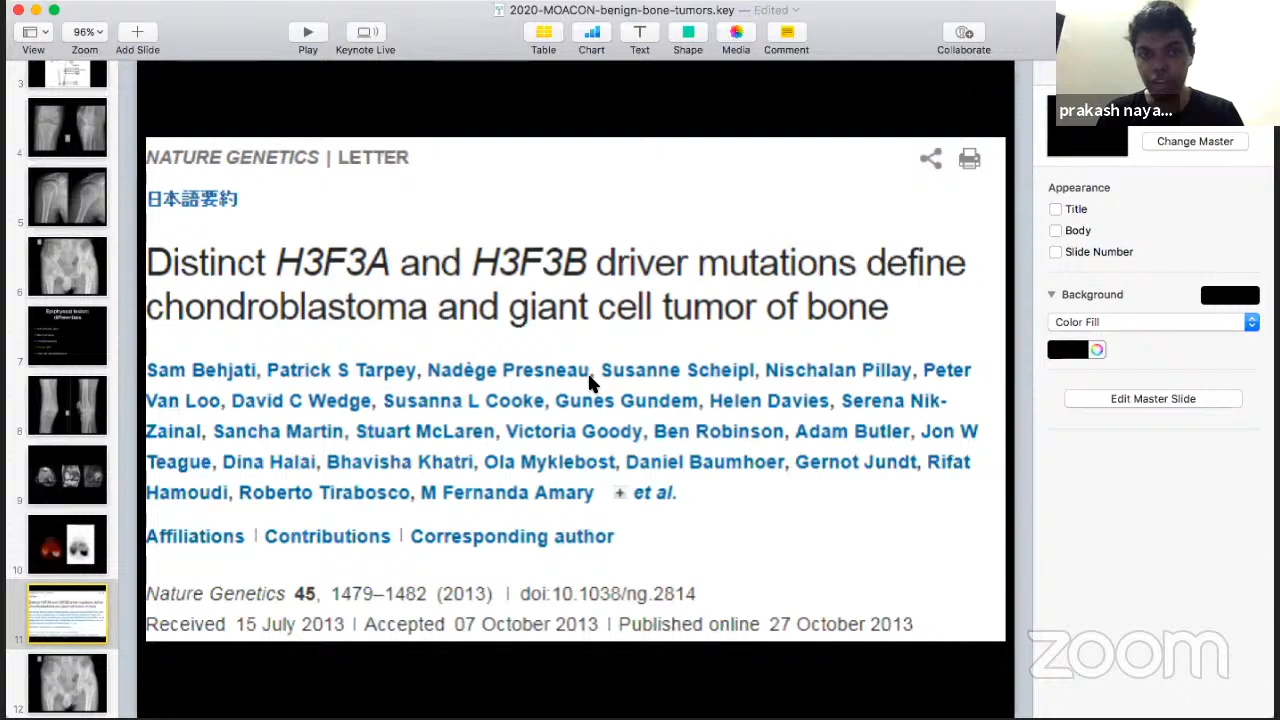 2020-MOACON-benign-bone-tumors.key — Edited
96%
View
Zoom
Add Slide
Play
Keynote Live
Table
Chart
Text
Shape
Media
Comment
Collaborate
prakash naya...
3
4
5
6
7
8
9
10
11
12
Epiphyseal lesion:
NATURE GENETICS | LETTER
日本語要約
Distinct H3F3A and H3F3B driver mutations define
chondroblastoma and giant cell tumor of bone
Sam Behjati, Patrick S Tarpey, Nadège Presneau, Susanne Scheipl, Nischalan Pillay, Peter
Van Loo, David C Wedge, Susanna L Cooke, Gunes Gundem, Helen Davies, Serena Nik-
Zainal, Sancha Martin, Stuart McLaren, Victoria Goody, Ben Robinson, Adam Butler, Jon W
Teague, Dina Halai, Bhavisha Khatri, Ola Myklebost, Daniel Baumhoer, Gernot Jundt, Rifat
Hamoudi, Roberto Tirabosco, M Fernanda Amary + et al.
Affiliations | Contributions | Corresponding author
Nature Genetics 45, 1479–1482 (2013) | doi:10.1038/ng.2814
Received 15 July 2013 | Accepted 07 October 2013 | Published online 27 October 2013
Change Master
Appearance
Title
Body
Slide Number
Background
Color Fill
Edit Master Slide
zoom